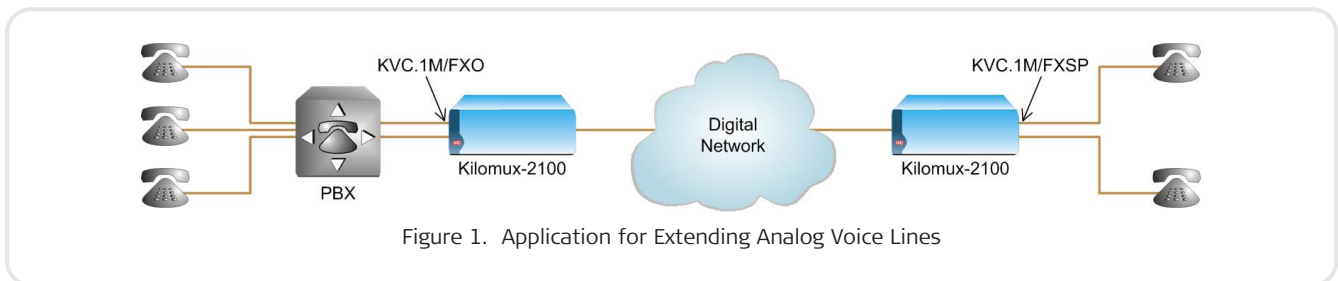 KVC.1M/FXO
KVC.1M/FXSP
Digital
Network
Kilomux-2100
Kilomux-2100
PBX
Figure 1. Application for Extending Analog Voice Lines